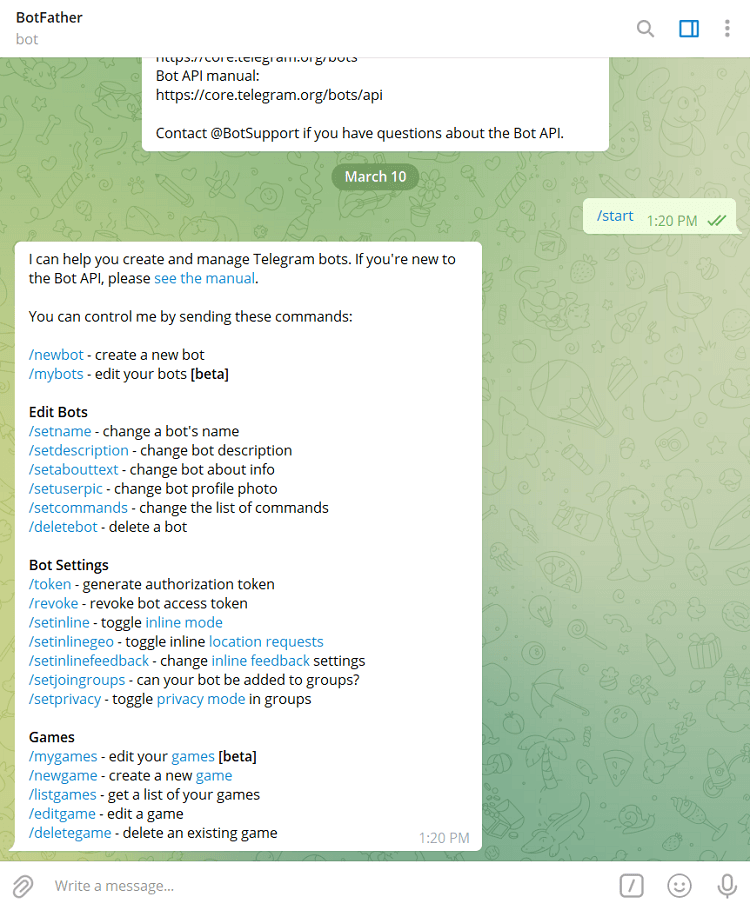 BotFather
bot
https://core.telegram.org/bots
Bot API manual:
https://core.telegram.org/bots/api
Contact @BotSupport if you have questions about the Bot API.
March 10
/start 1:20 PM
I can help you create and manage Telegram bots. If you're new to
the Bot API, please see the manual.
You can control me by sending these commands:
/newbot - create a new bot
/mybots - edit your bots [beta]
Edit Bots
/setname - change a bot's name
/setdescription - change bot description
/setabouttext - change bot about info
/setuserpic - change bot profile photo
/setcommands - change the list of commands
/deletebot - delete a bot
Bot Settings
/token - generate authorization token
/revoke - revoke bot access token
/setinline - toggle inline mode
/setinlinegeo - toggle inline location requests
/setinlinefeedback - change inline feedback settings
/setjoingroups - can your bot be added to groups?
/setprivacy - toggle privacy mode in groups
Games
/mygames - edit your games [beta]
/newgame - create a new game
/listgames - get a list of your games
/editgame - edit a game
/deletegame - delete an existing game
1:20 PM
Write a message...